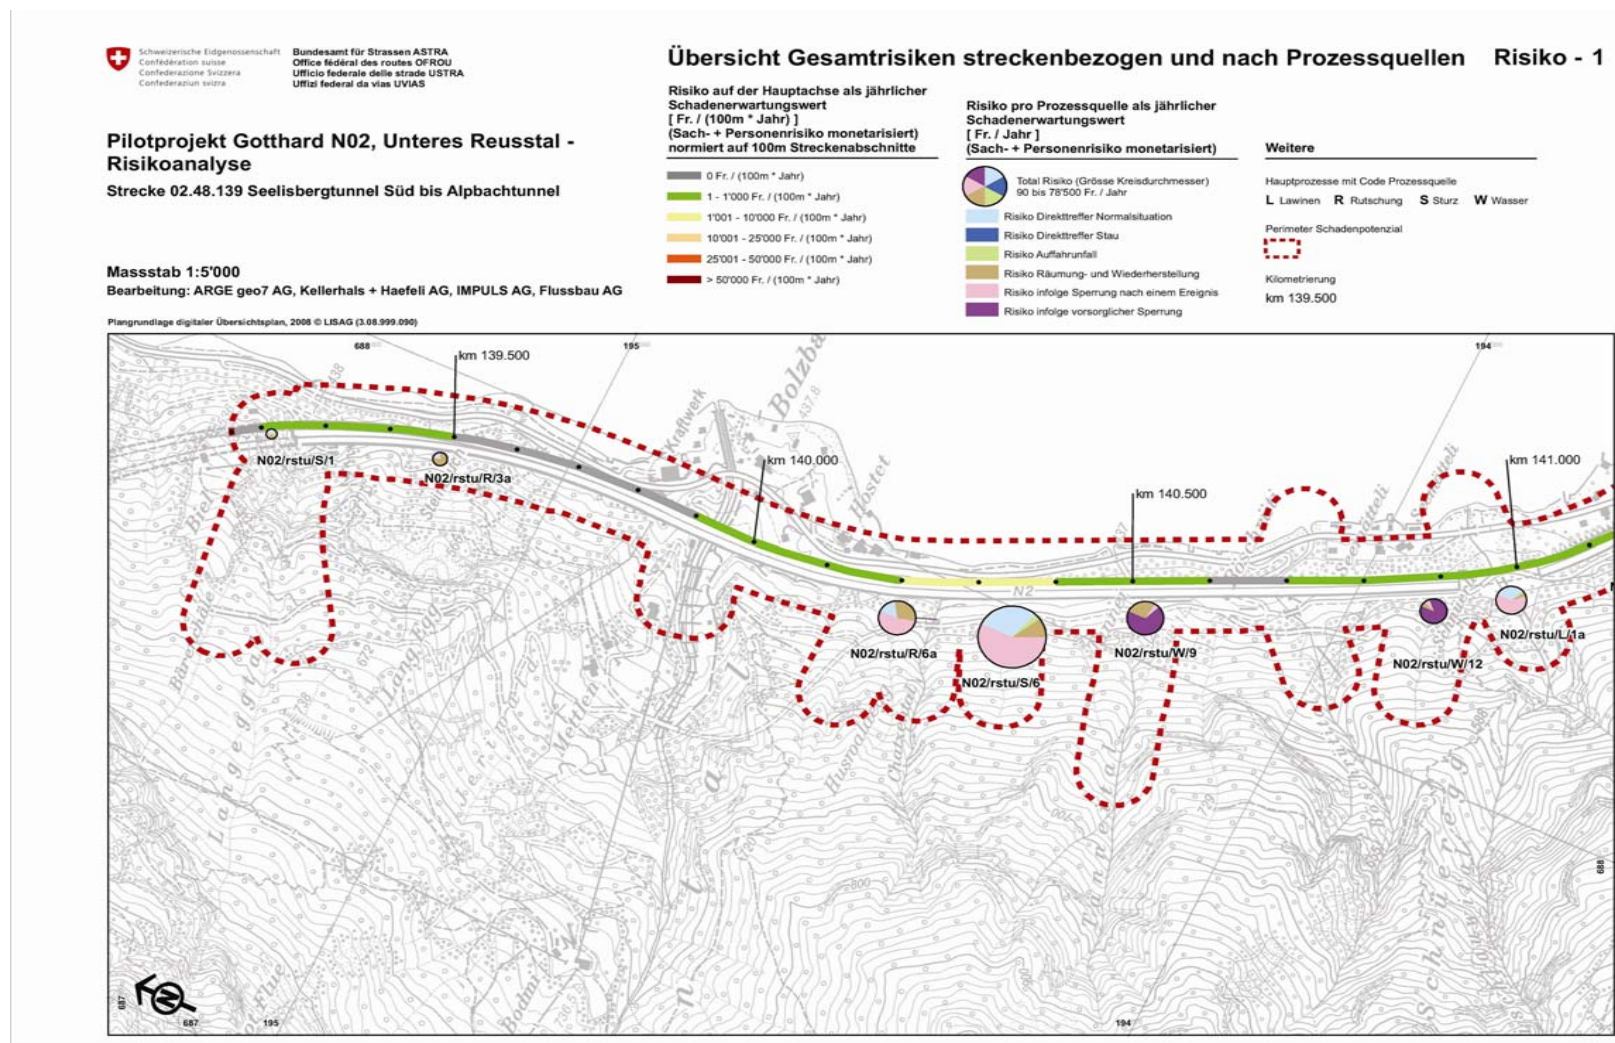 Schweizerische Eidgenossenschaft
Confédération suisse
Confederazione Svizzera
Confederaziun svizra
Bundesamt für Strassen ASTRA
Office fédéral des routes OFROU
Ufficio federale delle strade USTRA
Uffizi federal da vias UVIAS
Übersicht Gesamtrisiken streckenbezogen und nach Prozessquellen Risiko - 1
Pilotprojekt Gotthard N02, Unteres Reusstal -
Risikoanalyse
Strecke 02.48.139 Seelisbergtunnel Süd bis Alpbachtunnel
Massstab 1:5'000
Bearbeitung: ARGE geo7 AG, Kellerhals + Haefeli AG, IMPULS AG, Flussbau AG
Plangrundlage digitaler Übersichtsplan, 2008 © LISAG (3.08.999.090)
Risiko auf der Hauptachse als jährlicher
Schadenerwartungswert
[ Fr. / (100m * Jahr) ]
(Sach- + Personenrisiko monetarisiert)
normiert auf 100m Streckenabschnitte
0 Fr. / (100m * Jahr)
1 - 1'000 Fr. / (100m * Jahr)
1'001 - 10'000 Fr. / (100m * Jahr)
10'001 - 25'000 Fr. / (100m * Jahr)
25'001 - 50'000 Fr. / (100m * Jahr)
> 50'000 Fr. / (100m * Jahr)
Risiko pro Prozessquelle als jährlicher
Schadenerwartungswert
[ Fr. / Jahr ]
(Sach- + Personenrisiko monetarisiert)
Total Risiko (Grösse Kreisdurchmesser)
90 bis 78'500 Fr. / Jahr
Risiko Direkttreffer Normalsituation
Risiko Direkttreffer Stau
Risiko Auffahrunfall
Risiko Räumung- und Wiederherstellung
Risiko infolge Sperrung nach einem Ereignis
Risiko infolge vorsorglicher Sperrung
Weitere
Hauptprozesse mit Code Prozessquelle
L Lawinen R Rutschung S Sturz W Wasser
Perimeter Schadenpotenzial
Kilometrierung
km 139.500
688
195
194
km 139.500
438
Bolzba
437.8
Kraftwerk
km 140.000
km 140.500
km 141.000
Hostet
N02/rstu/S/1
N02/rstu/R/3a
Biel
N2
N02/rstu/R/6a
N02/rstu/S/6
N02/rstu/W/9
N02/rstu/W/12
N02/rstu/L/1a
Mettlen
800
688
N
687
687
195
194